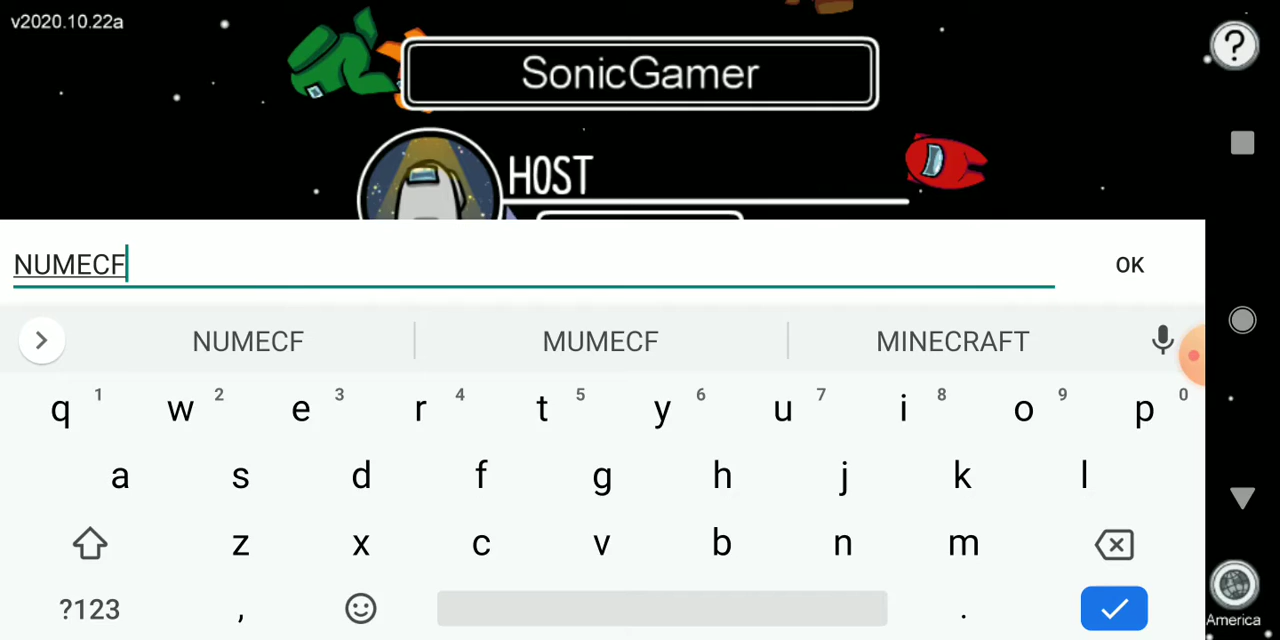 v2020.10.22a
SonicGamer
?
HOST
NUMECF
OK
NUMECF MUMECF MINECRAFT
1 2 3 4 5 6 7 8 9 0
q w e r t y u i o p
a s d f g h j k l
z x c v b n m
?123 , .
America